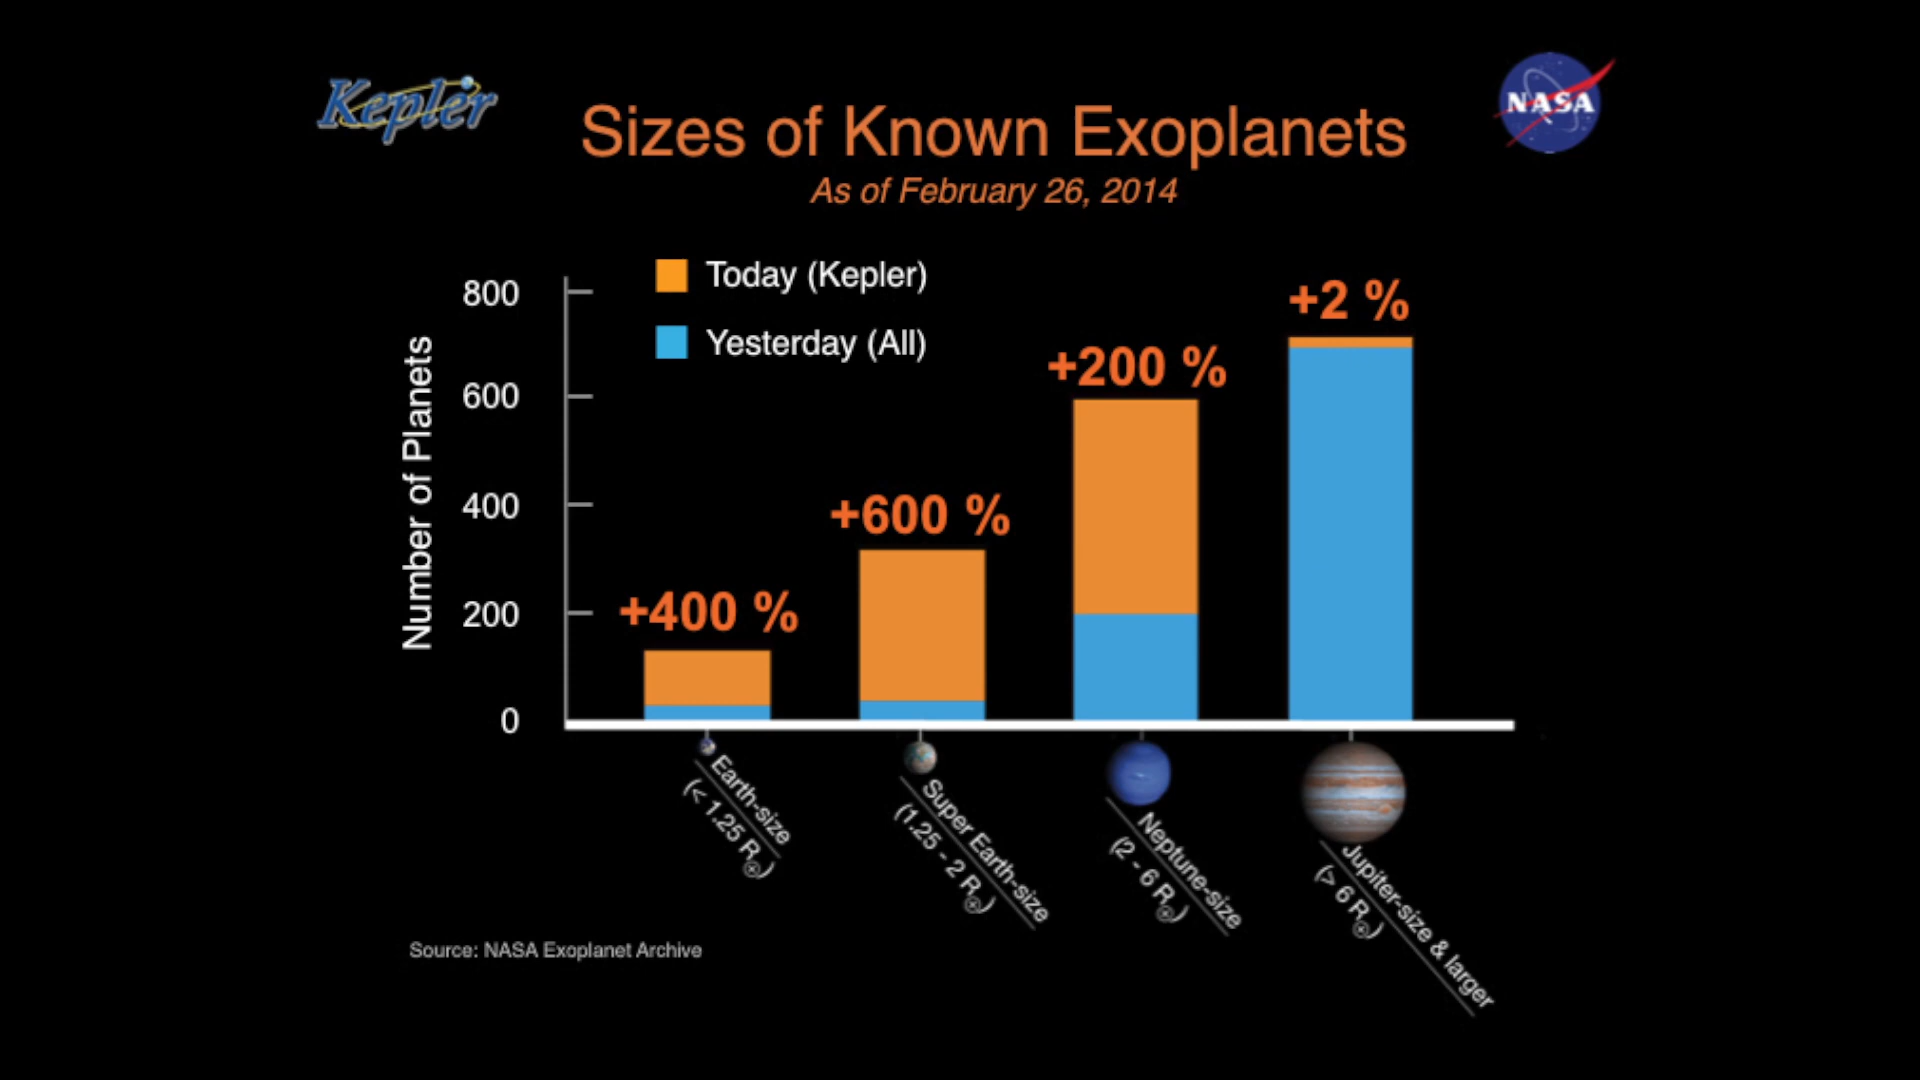 Kepler
NASA
Sizes of Known Exoplanets
As of February 26, 2014
Today (Kepler)
Yesterday (All)
Number of Planets
800
600
400
200
0
+400 %
+600 %
+200 %
+2 %
Earth-size
(< 1.25 R⊗)
Super Earth-size
(1.25 - 2 R⊗)
Neptune-size
(2 - 6 R⊗)
Jupiter-size & larger
(> 6 R⊗)
Source: NASA Exoplanet Archive